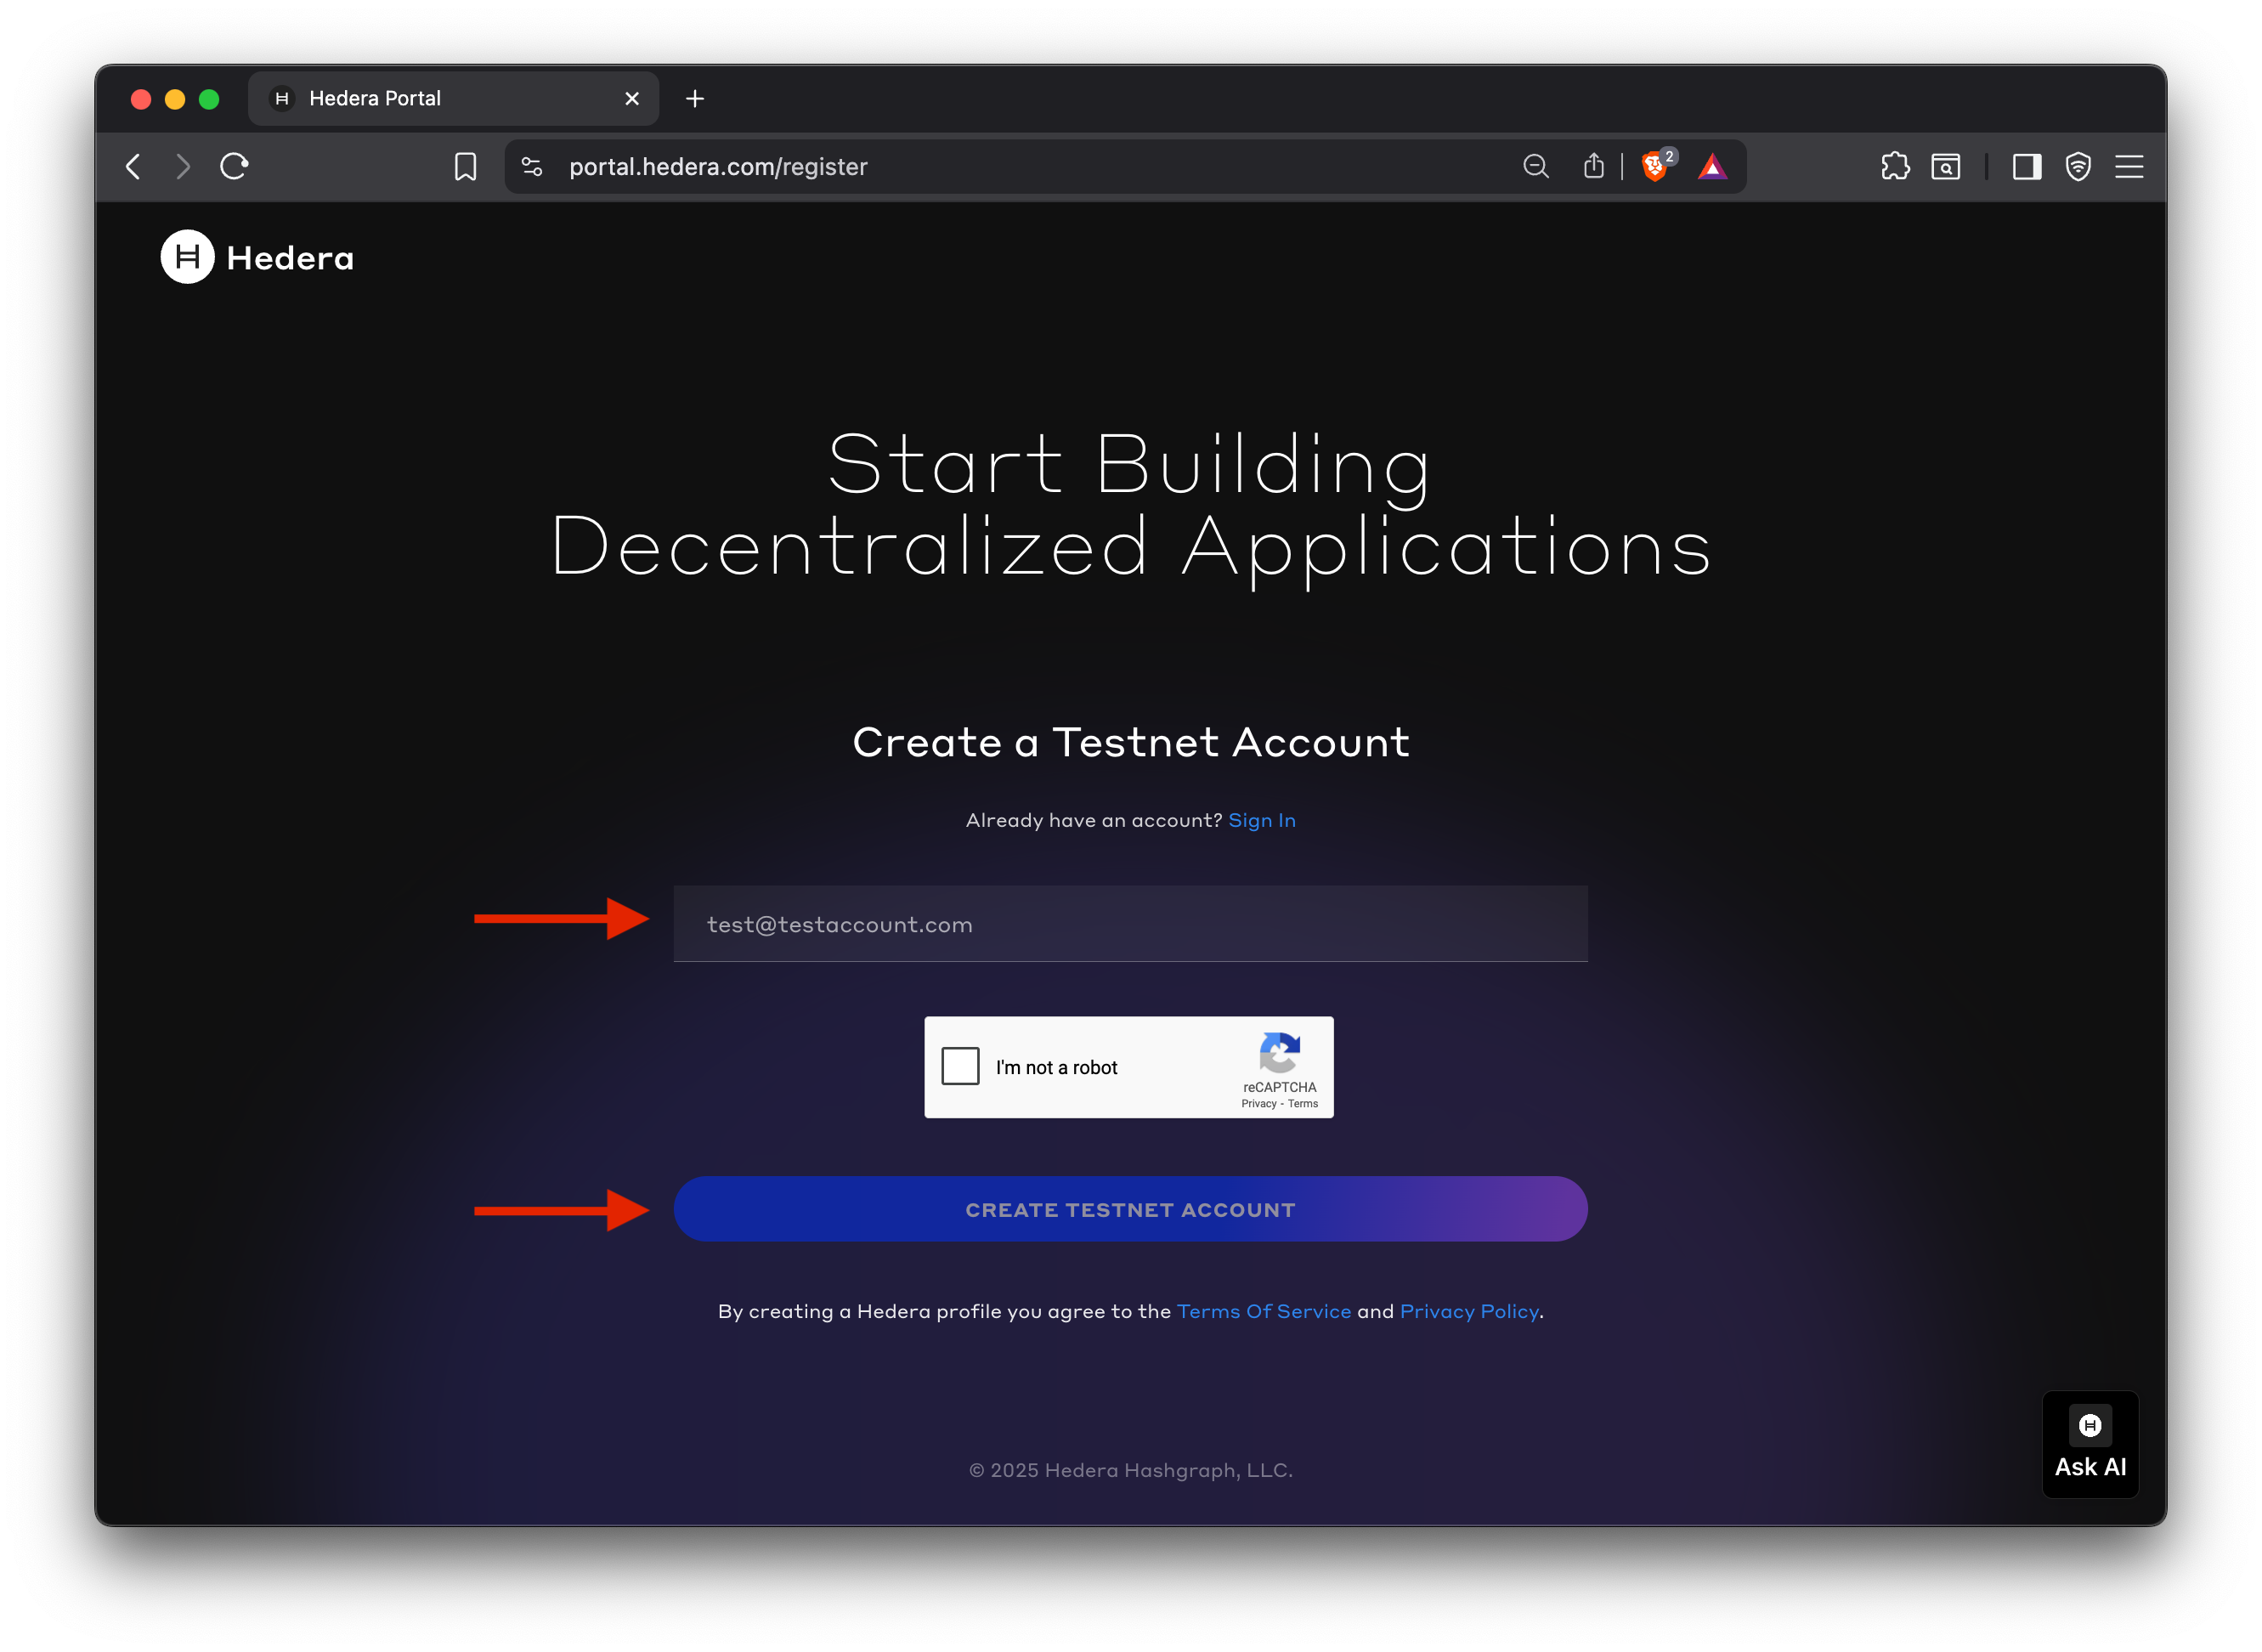 Hedera Portal
portal.hedera.com/register
2
Hedera
Start Building
Decentralized Applications
Create a Testnet Account
Already have an account? Sign In
test@testaccount.com
I'm not a robot
reCAPTCHA
Privacy - Terms
CREATE TESTNET ACCOUNT
By creating a Hedera profile you agree to the Terms Of Service and Privacy Policy.
Ask AI
© 2025 Hedera Hashgraph, LLC.